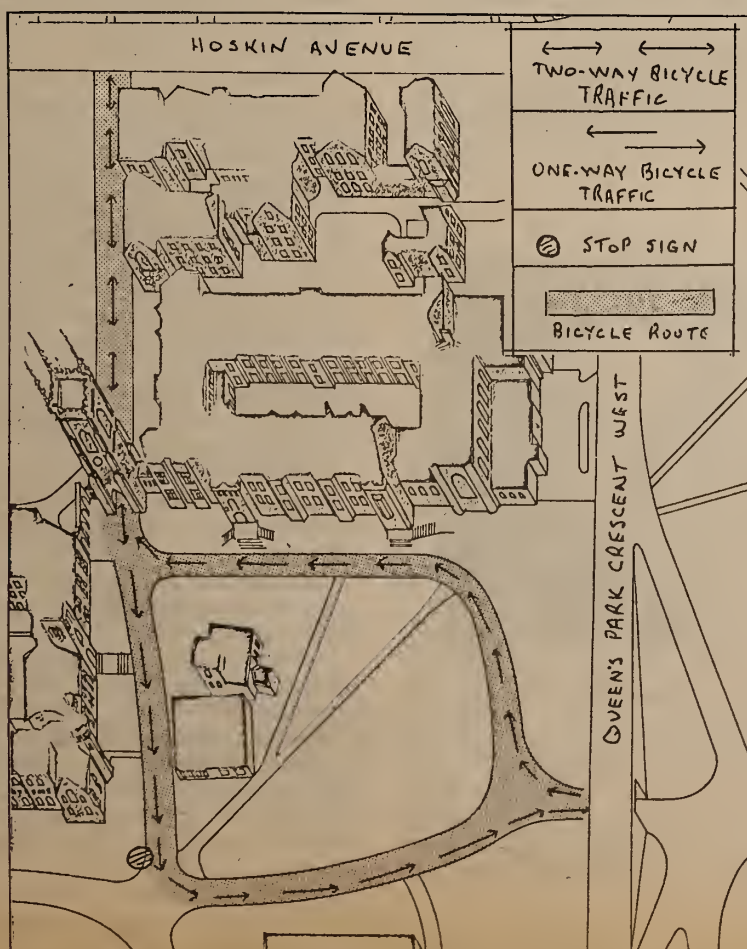 HOSKIN AVENUE
TWO-WAY BICYCLE
TRAFFIC
ONE-WAY BICYCLE
TRAFFIC
STOP SIGN
BICYCLE ROUTE
QUEEN'S PARK CRESCENT WEST